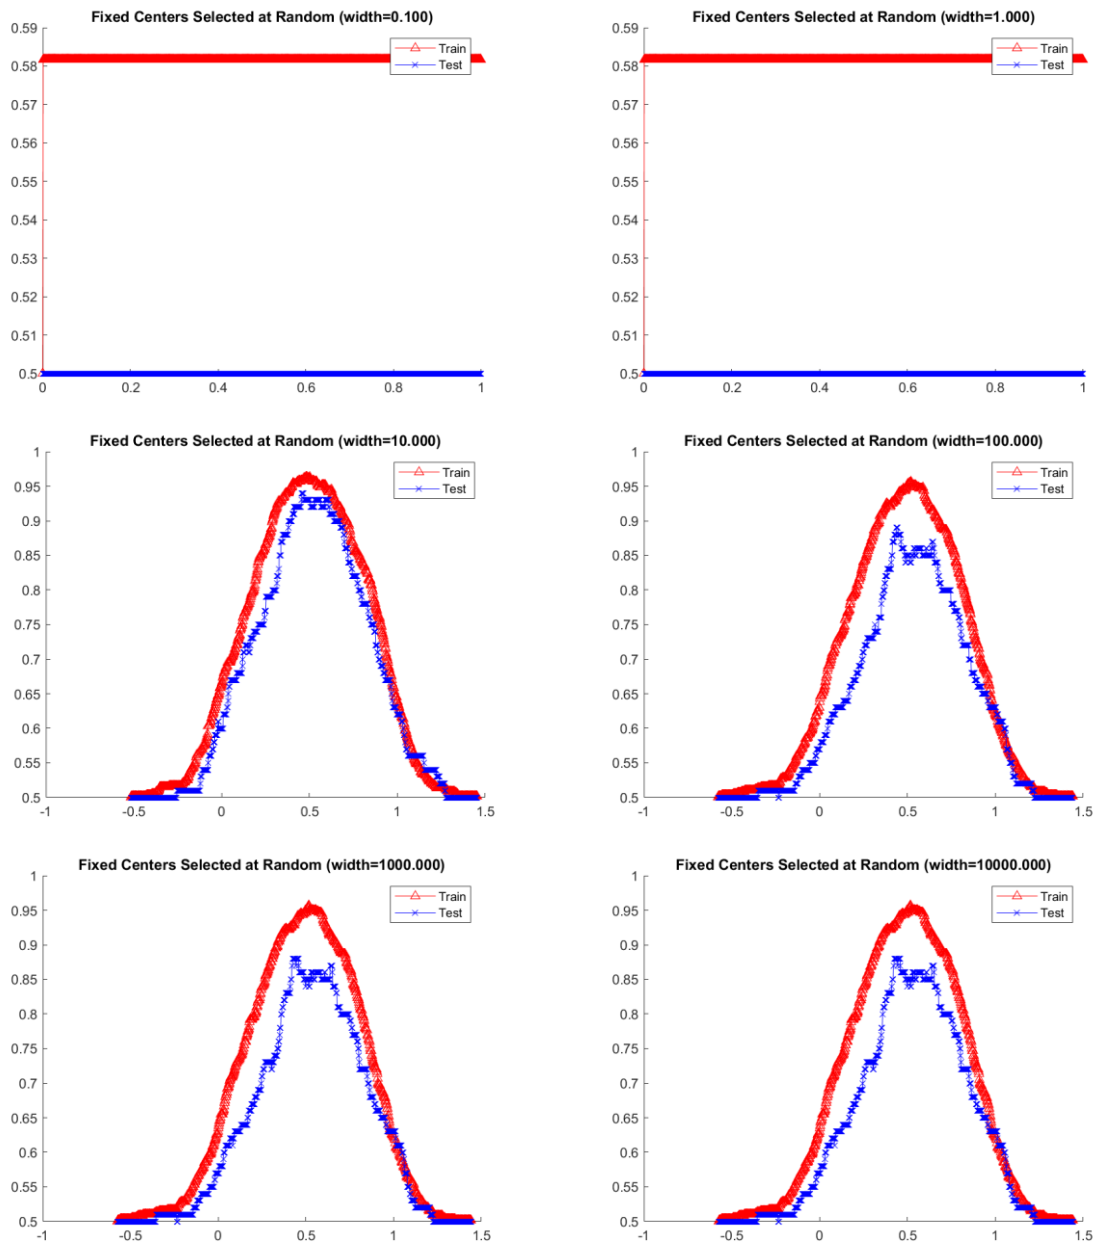 Fixed Centers Selected at Random (width=0.100)
0.59
0.58
0.57
0.56
0.55
0.54
0.53
0.52
0.51
0.5
0 0.2 0.4 0.6 0.8 1
Train
Test
Fixed Centers Selected at Random (width=1.000)
0.59
0.58
0.57
0.56
0.55
0.54
0.53
0.52
0.51
0.5
0 0.2 0.4 0.6 0.8 1
Train
Test
Fixed Centers Selected at Random (width=10.000)
1
0.95
0.9
0.85
0.8
0.75
0.7
0.65
0.6
0.55
0.5
-1 -0.5 0 0.5 1 1.5
Train
Test
Fixed Centers Selected at Random (width=100.000)
1
0.95
0.9
0.85
0.8
0.75
0.7
0.65
0.6
0.55
0.5
-1 -0.5 0 0.5 1 1.5
Train
Test
Fixed Centers Selected at Random (width=1000.000)
1
0.95
0.9
0.85
0.8
0.75
0.7
0.65
0.6
0.55
0.5
-1 -0.5 0 0.5 1 1.5
Train
Test
Fixed Centers Selected at Random (width=10000.000)
1
0.95
0.9
0.85
0.8
0.75
0.7
0.65
0.6
0.55
0.5
-1 -0.5 0 0.5 1 1.5
Train
Test